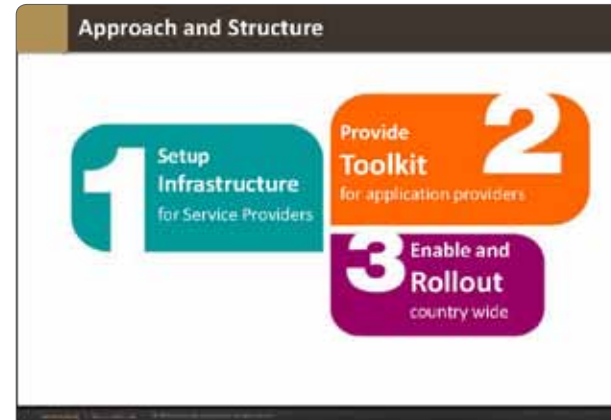 Approach and Structure
1
Setup
Infrastructure
for Service Providers
2
Provide
Toolkit
for application providers
3
Enable and
Rollout
country wide